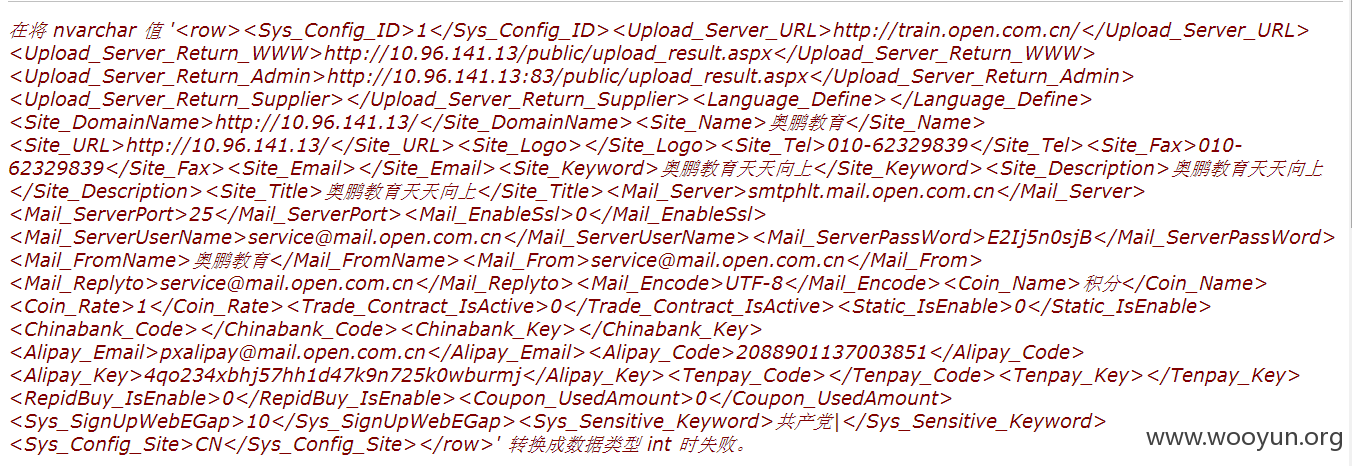 在将 nvarchar 值 '<row><Sys_Config_ID>1</Sys_Config_ID><Upload_Server_URL>http://train.open.com.cn/</Upload_Server_URL>
<Upload_Server_Return_WWW>http://10.96.141.13/public/upload_result.aspx</Upload_Server_Return_WWW>
<Upload_Server_Return_Admin>http://10.96.141.13:83/public/upload_result.aspx</Upload_Server_Return_Admin>
<Upload_Server_Return_Supplier></Upload_Server_Return_Supplier><Language_Define></Language_Define>
<Site_DomainName>http://10.96.141.13/</Site_DomainName><Site_Name>奥鹏教育</Site_Name>
<Site_URL>http://10.96.141.13/</Site_URL><Site_Logo></Site_Logo><Site_Tel>010-62329839</Site_Tel><Site_Fax>010-
62329839</Site_Fax><Site_Email></Site_Email><Site_Keyword>奥鹏教育天天向上</Site_Keyword><Site_Description>奥鹏教育天天向上
</Site_Description><Site_Title>奥鹏教育天天向上</Site_Title><Mail_Server>smtphlt.mail.open.com.cn</Mail_Server>
<Mail_ServerPort>25</Mail_ServerPort><Mail_EnableSsl>0</Mail_EnableSsl>
<Mail_ServerUserName>service@mail.open.com.cn</Mail_ServerUserName><Mail_ServerPassWord>E2Ij5n0sjB</Mail_ServerPassWord>
<Mail_FromName>奥鹏教育</Mail_FromName><Mail_From>service@mail.open.com.cn</Mail_From>
<Mail_Replyto>service@mail.open.com.cn</Mail_Replyto><Mail_Encode>UTF-8</Mail_Encode><Coin_Name>积分</Coin_Name>
<Coin_Rate>1</Coin_Rate><Trade_Contract_IsActive>0</Trade_Contract_IsActive><Static_IsEnable>0</Static_IsEnable>
<Chinabank_Code></Chinabank_Code><Chinabank_Key></Chinabank_Key>
<Alipay_Email>pxalipay@mail.open.com.cn</Alipay_Email><Alipay_Code>2088901137003851</Alipay_Code>
<Alipay_Key>4qo234xbhj57hh1d47k9n725k0wburmj</Alipay_Key><Tenpay_Code></Tenpay_Code><Tenpay_Key></Tenpay_Key>
<RepidBuy_IsEnable>0</RepidBuy_IsEnable><Coupon_UsedAmount>0</Coupon_UsedAmount>
<Sys_SignUpWebEGap>10</Sys_SignUpWebEGap><Sys_Sensitive_Keyword>共产党|</Sys_Sensitive_Keyword>
<Sys_Config_Site>CN</Sys_Config_Site></row>' 转换成数据类型 int 时失败。
www.wooyun.org